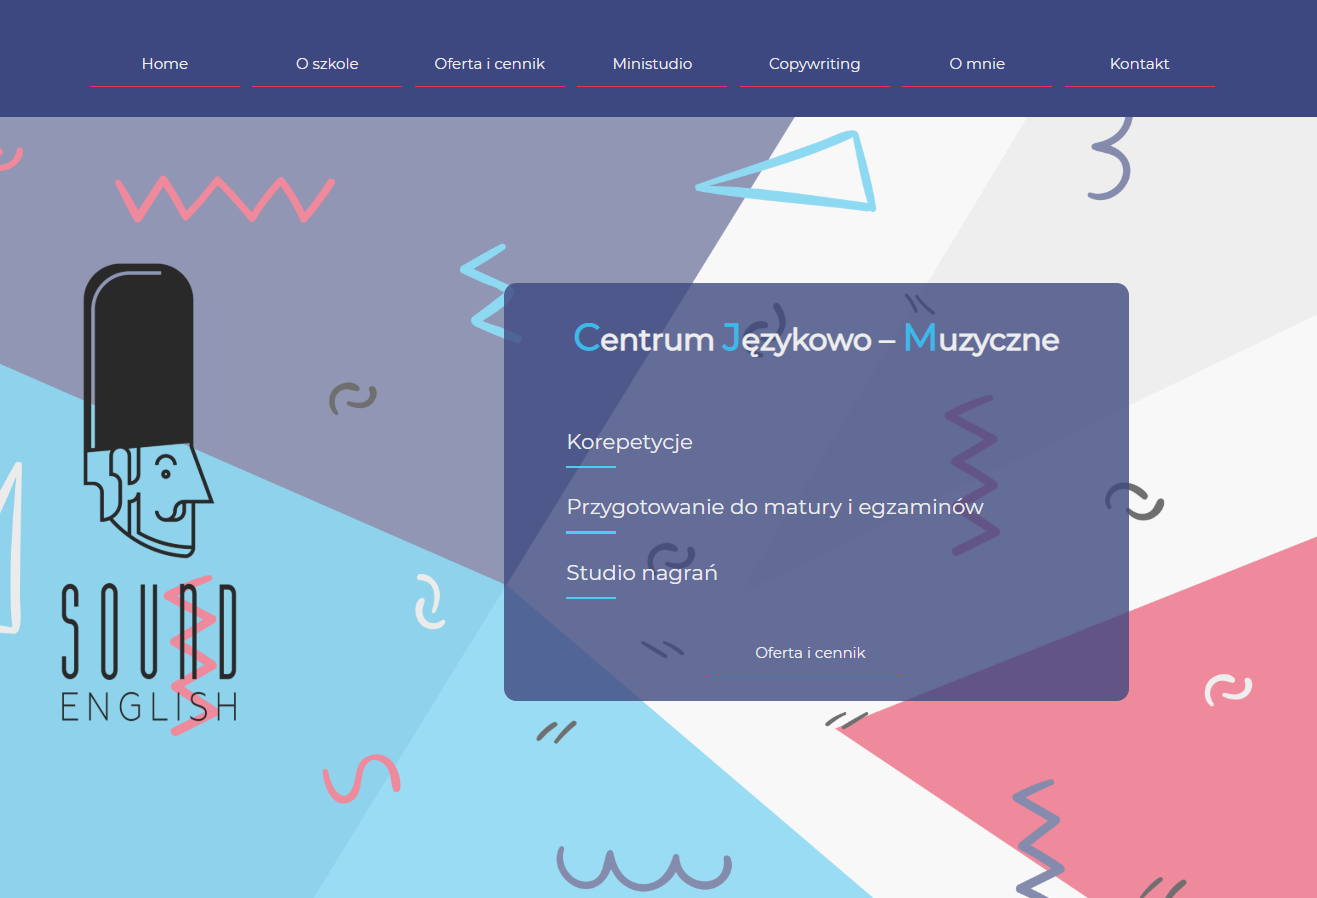 Home
O szkole
Oferta i cennik
Ministudio
Copywriting
O mnie
Kontakt
Centrum Językowo – Muzyczne
Korepetycje
Przygotowanie do matury i egzaminów
Studio nagrań
Oferta i cennik
SOUND
ENGLISH